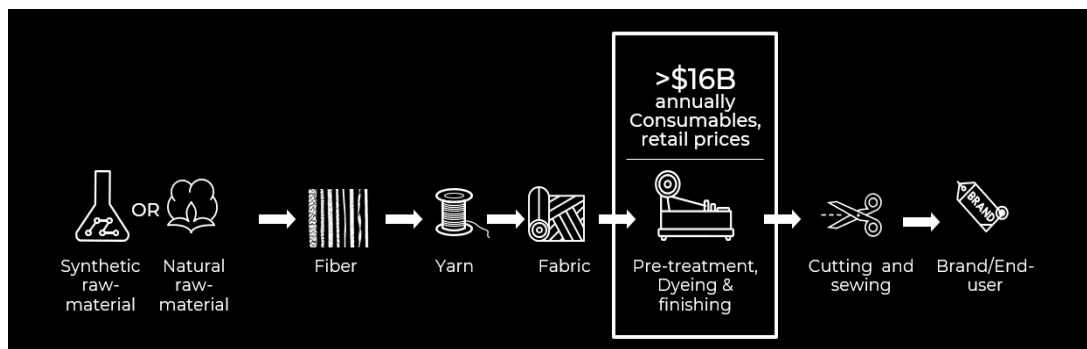 >$16B
annually
Consumables,
retail prices
OR
BRAND
Synthetic
raw-
material
Natural
raw-
material
Fiber
Yarn
Fabric
Pre-treatment,
Dyeing &
finishing
Cutting and
sewing
Brand/End-
user